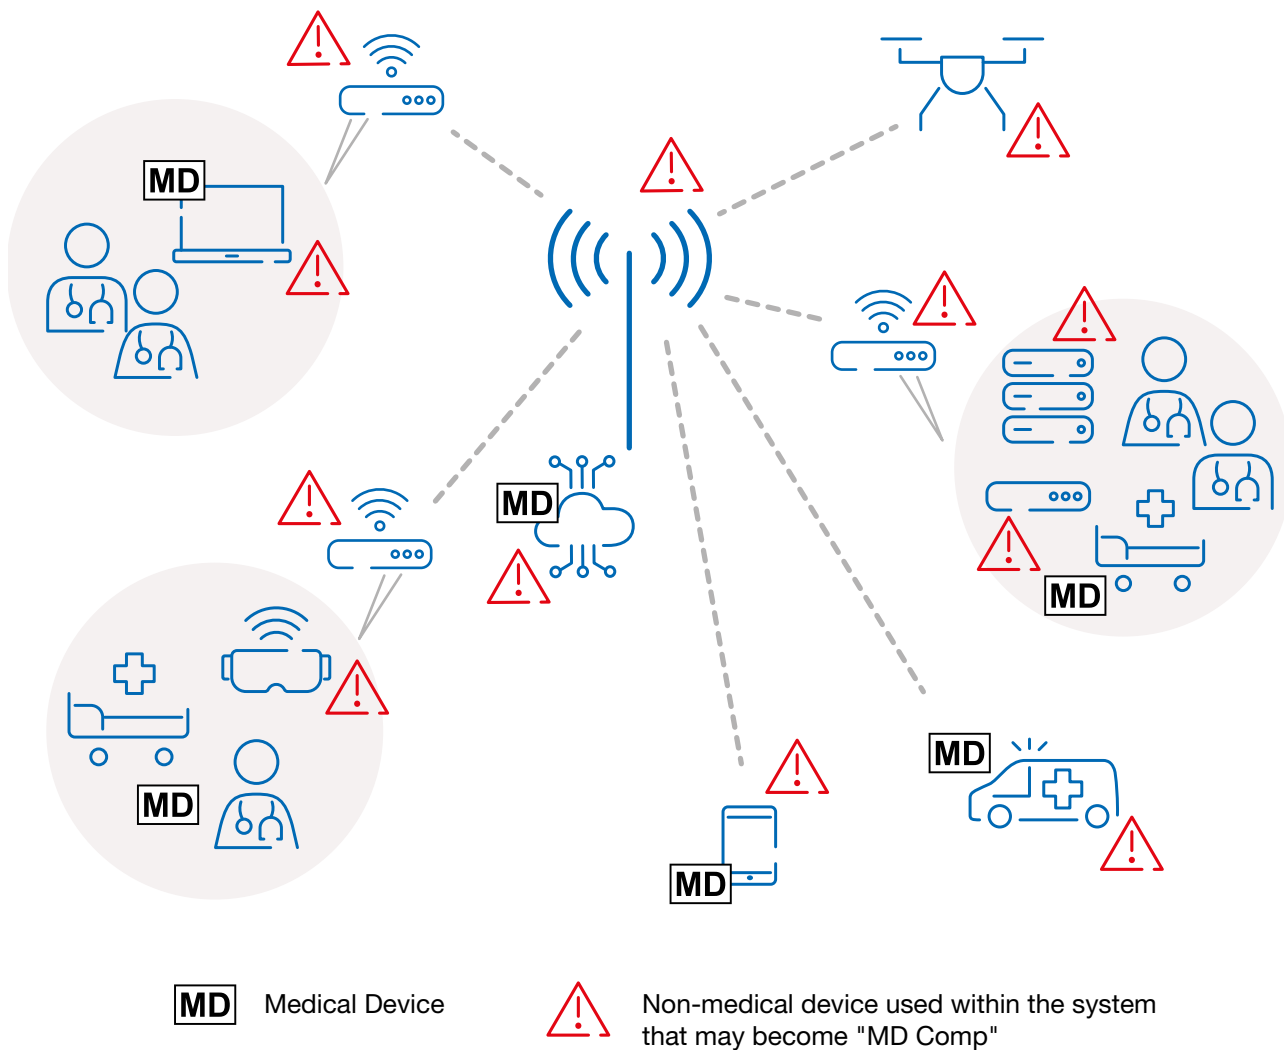 MD
MD
MD
MD
MD
MD
MD Medical Device
Non-medical device used within the system
that may become "MD Comp"